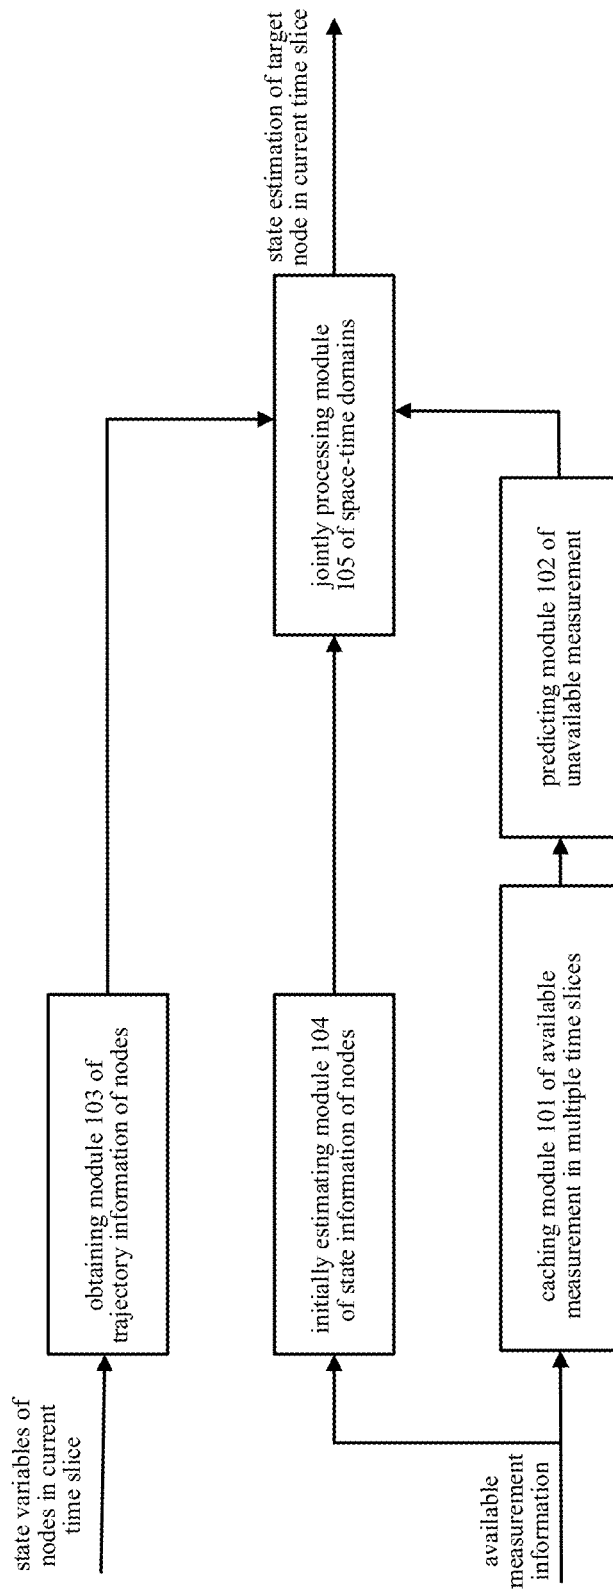 state variables of
nodes in current
time slice
obtaining module 103 of
trajectory information of nodes
available
measurement
information
initially estimating module 104
of state information of nodes
caching module 101 of available
measurement in multiple time slices
predicting module 102 of
unavailable measurement
jointly processing module
105 of space-time domains
state estimation of target
node in current time slice